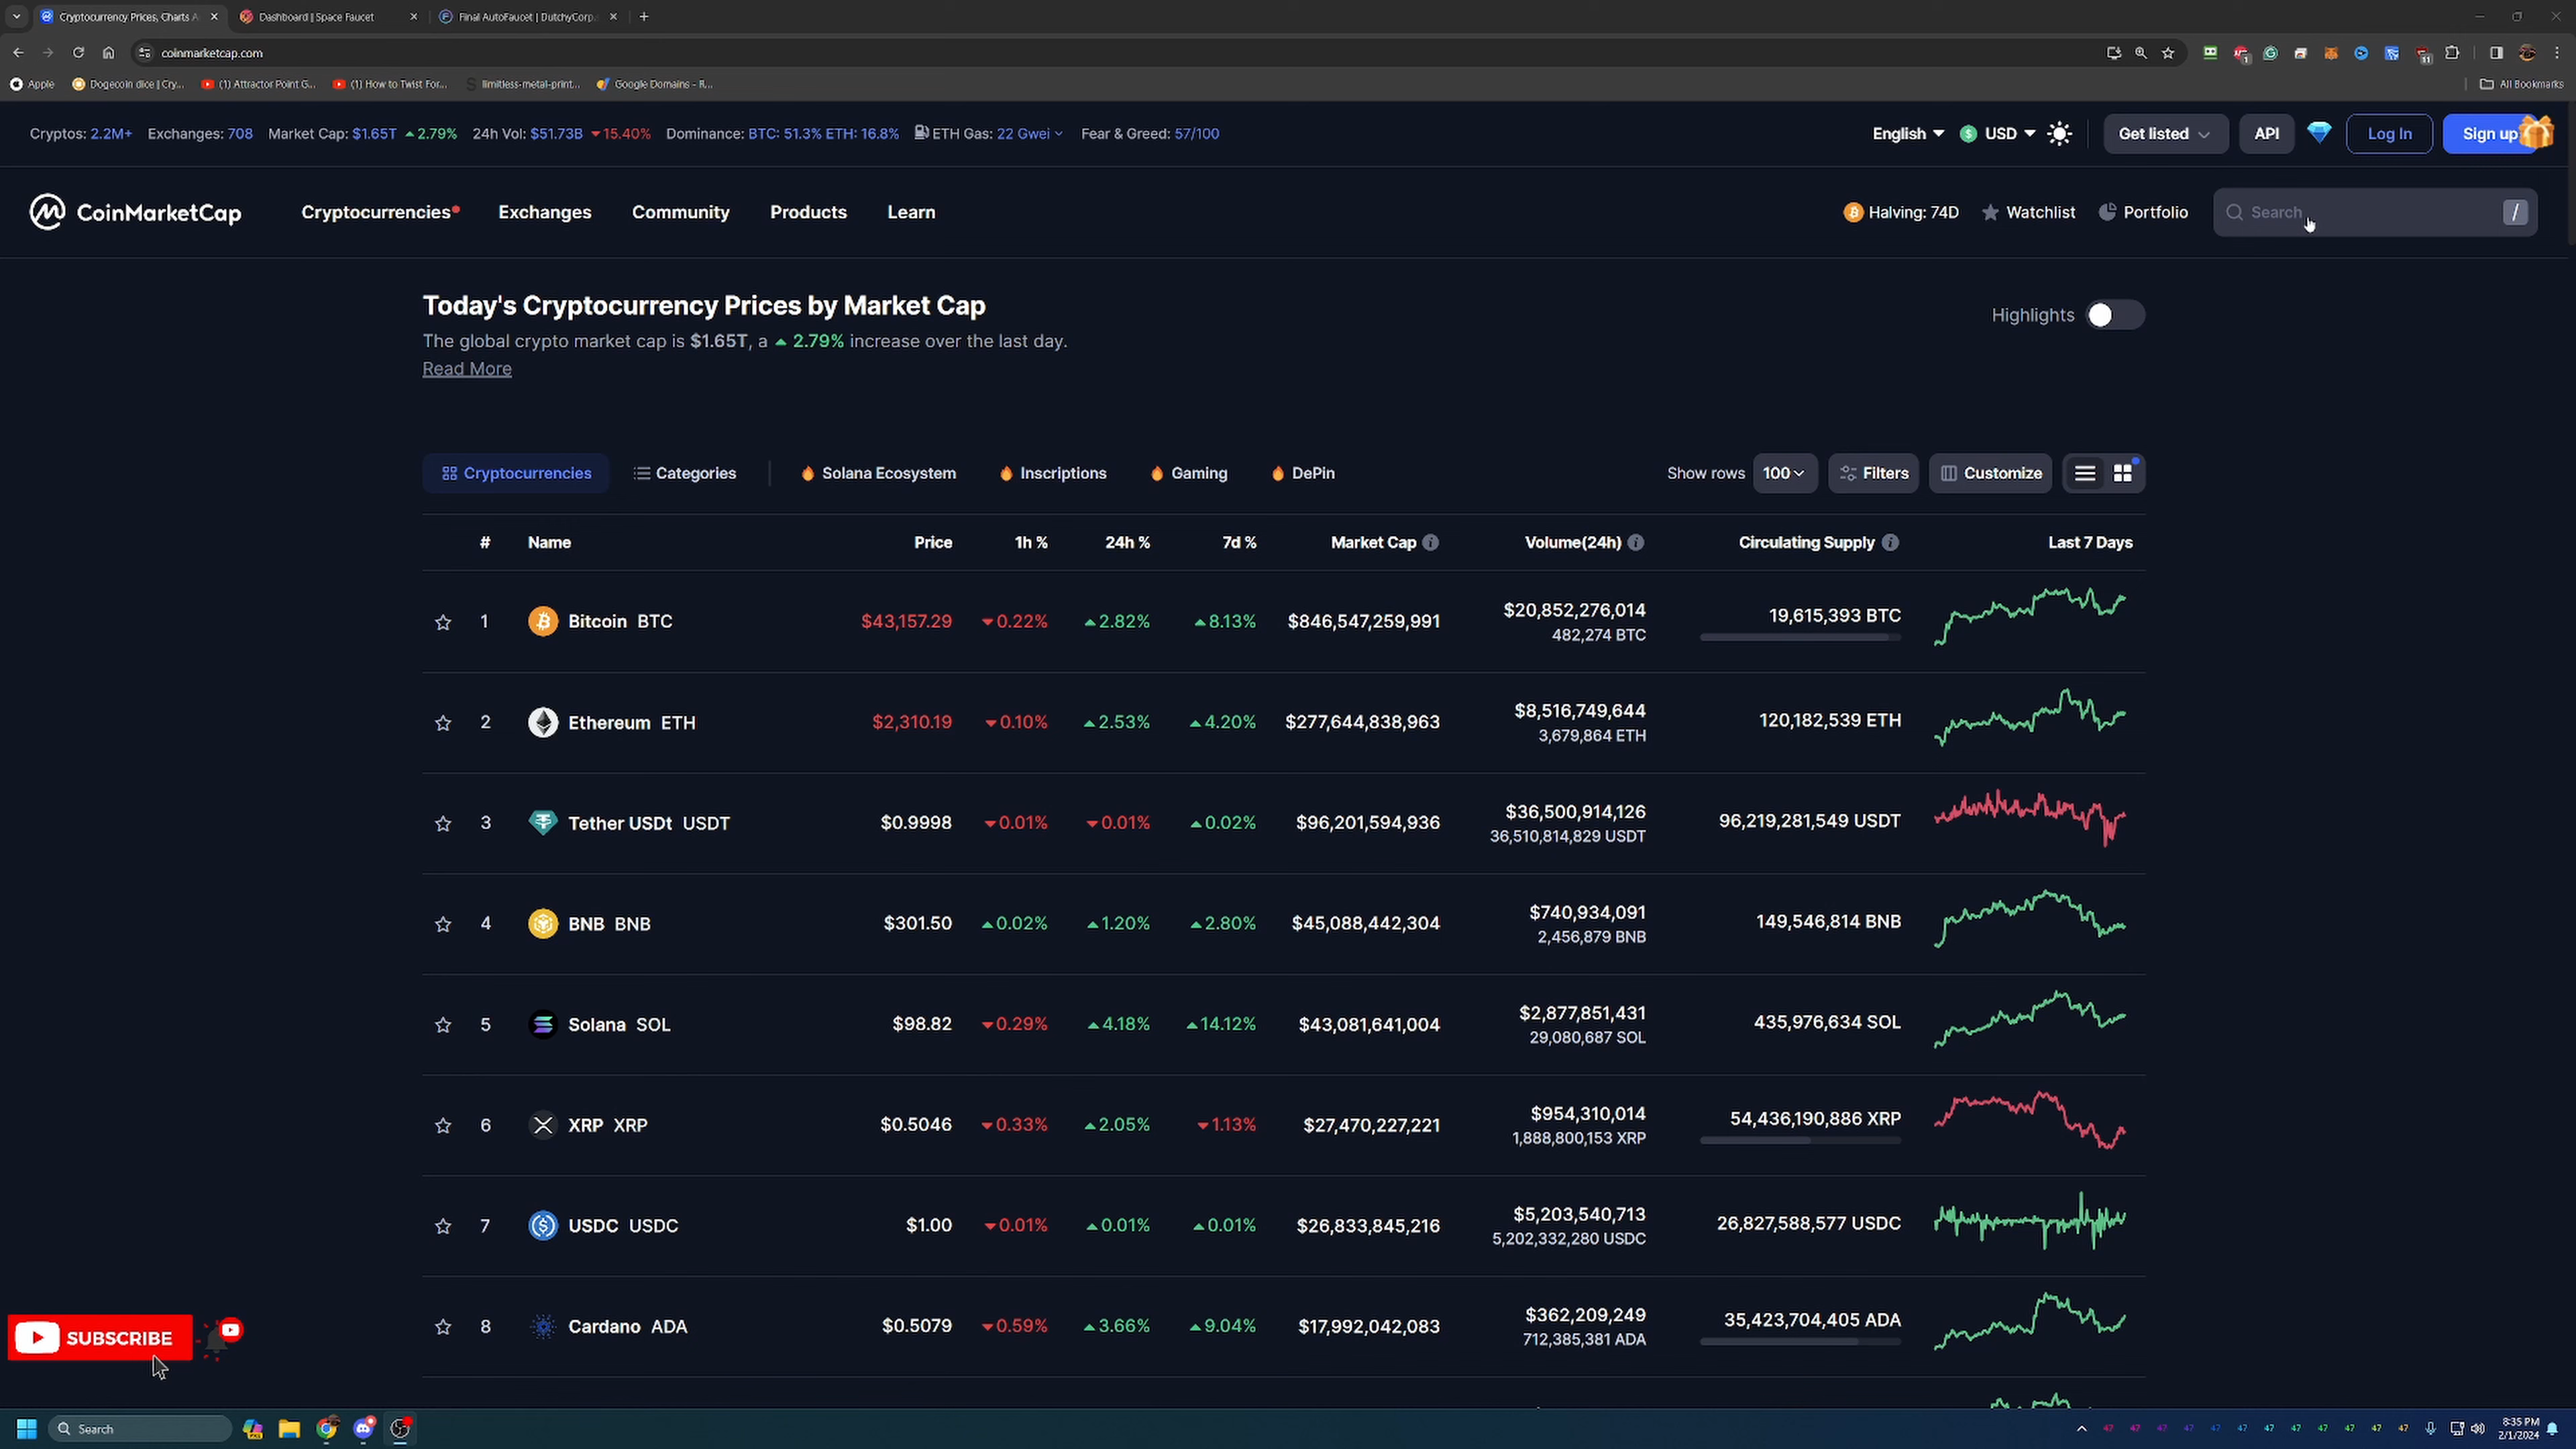 Cryptocurrency Prices, Charts A
Dashboard | Space Faucet
Final AutoFaucet | DutchyCorp.
coinmarketcap.com
Apple
Dogecoin dice | Cry...
(1) Attractor Point G...
(1) How to Twist For...
limitless-metal-print...
Google Domains - R...
All Bookmarks
Cryptos: 2.2M+ Exchanges: 708 Market Cap: $1.65T 2.79% 24h Vol: $51.73B 15.40% Dominance: BTC: 51.3% ETH: 16.8% ETH Gas: 22 Gwei Fear & Greed: 57/100
English USD Get listed API Log In Sign up
CoinMarketCap Cryptocurrencies Exchanges Community Products Learn
Halving: 74D Watchlist Portfolio Search /
Today's Cryptocurrency Prices by Market Cap
Highlights
The global crypto market cap is $1.65T, a 2.79% increase over the last day.
Read More
Cryptocurrencies Categories Solana Ecosystem Inscriptions Gaming DePin Show rows 100 Filters Customize
# Name Price 1h % 24h % 7d % Market Cap Volume(24h) Circulating Supply Last 7 Days
1 Bitcoin BTC $43,157.29 0.22% 2.82% 8.13% $846,547,259,991 $20,852,276,014 19,615,393 BTC
482,274 BTC
2 Ethereum ETH $2,310.19 0.10% 2.53% 4.20% $277,644,838,963 $8,516,749,644 120,182,539 ETH
3,679,864 ETH
3 Tether USDt USDT $0.9998 0.01% 0.01% 0.02% $96,201,594,936 $36,500,914,126 96,219,281,549 USDT
36,510,814,829 USDT
4 BNB BNB $301.50 0.02% 1.20% 2.80% $45,088,442,304 $740,934,091 149,546,814 BNB
2,456,879 BNB
5 Solana SOL $98.82 0.29% 4.18% 14.12% $43,081,641,004 $2,877,851,431 435,976,634 SOL
29,080,687 SOL
6 XRP XRP $0.5046 0.33% 2.05% 1.13% $27,470,227,221 $954,310,014 54,436,190,886 XRP
1,888,800,153 XRP
7 USDC USDC $1.00 0.01% 0.01% 0.01% $26,833,845,216 $5,203,540,713 26,827,588,577 USDC
5,202,332,280 USDC
8 Cardano ADA $0.5079 0.59% 3.66% 9.04% $17,992,042,083 $362,209,249 35,423,704,405 ADA
712,385,381 ADA
SUBSCRIBE
Search
47 47 47 47 47 47 47 47 47 47 47 47
8:35 PM
2/1/2024